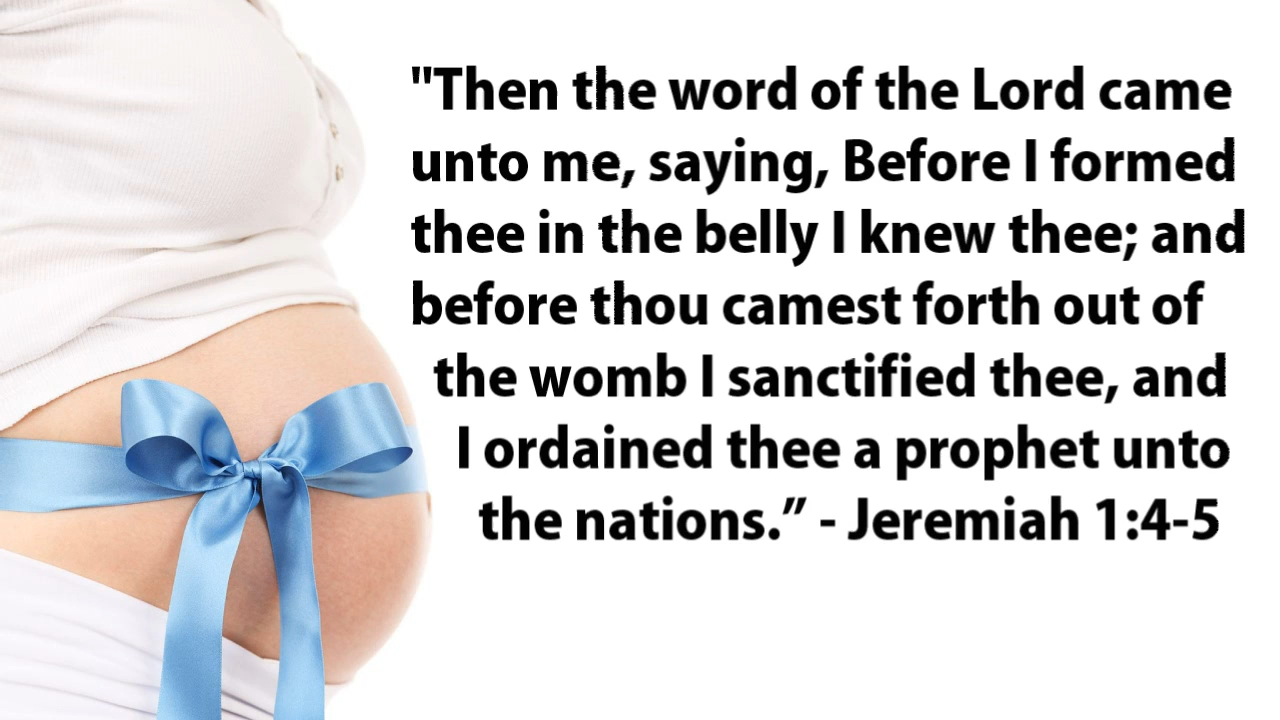 "Then the word of the Lord came
unto me, saying, Before I formed
thee in the belly I knew thee; and
before thou camest forth out of
the womb I sanctified thee, and
I ordained thee a prophet unto
the nations.” - Jeremiah 1:4-5